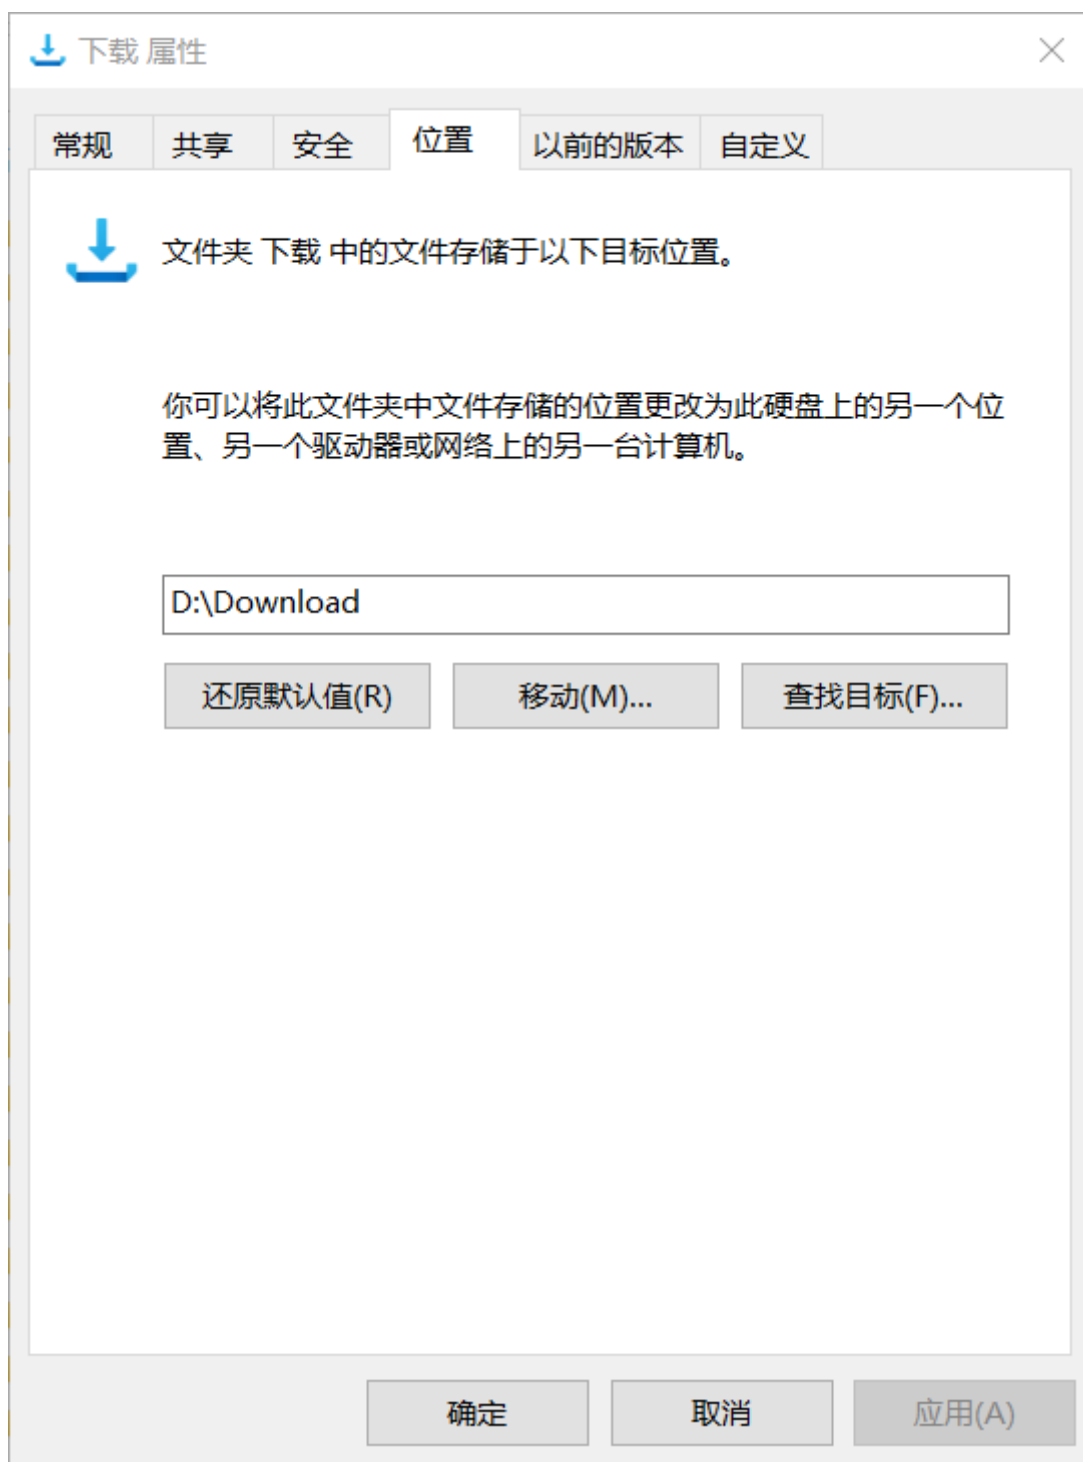 下载 属性
常规 共享 安全 位置 以前的版本 自定义
文件夹 下载 中的文件存储于以下目标位置。
你可以将此文件夹中文件存储的位置更改为此硬盘上的另一个位
置、另一个驱动器或网络上的另一台计算机。
D:\Download
还原默认值(R) 移动(M)... 查找目标(F)...
确定 取消 应用(A)